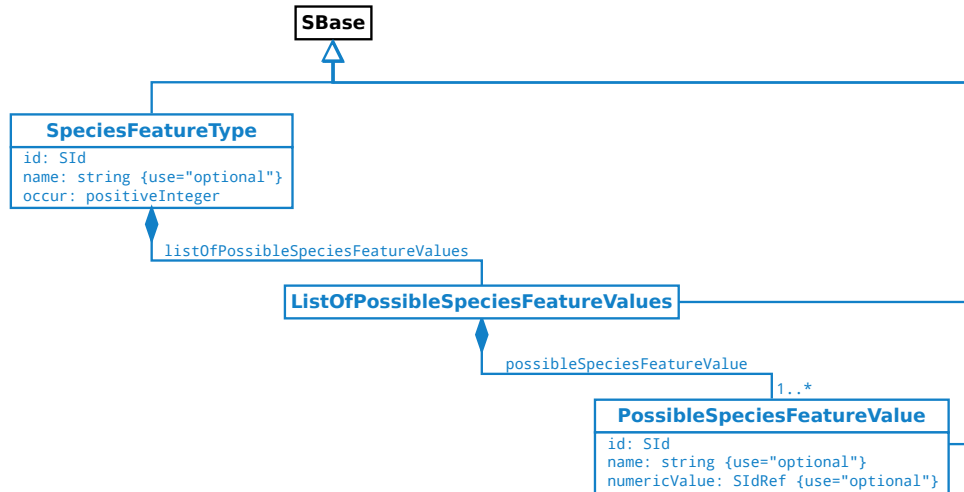 SBase
SpeciesFeatureType
id: SId
name: string {use="optional"}
occur: positiveInteger
listOfPossibleSpeciesFeatureValues
ListOfPossibleSpeciesFeatureValues
possibleSpeciesFeatureValue
1..*
PossibleSpeciesFeatureValue
id: SId
name: string {use="optional"}
numericValue: SIdRef {use="optional"}